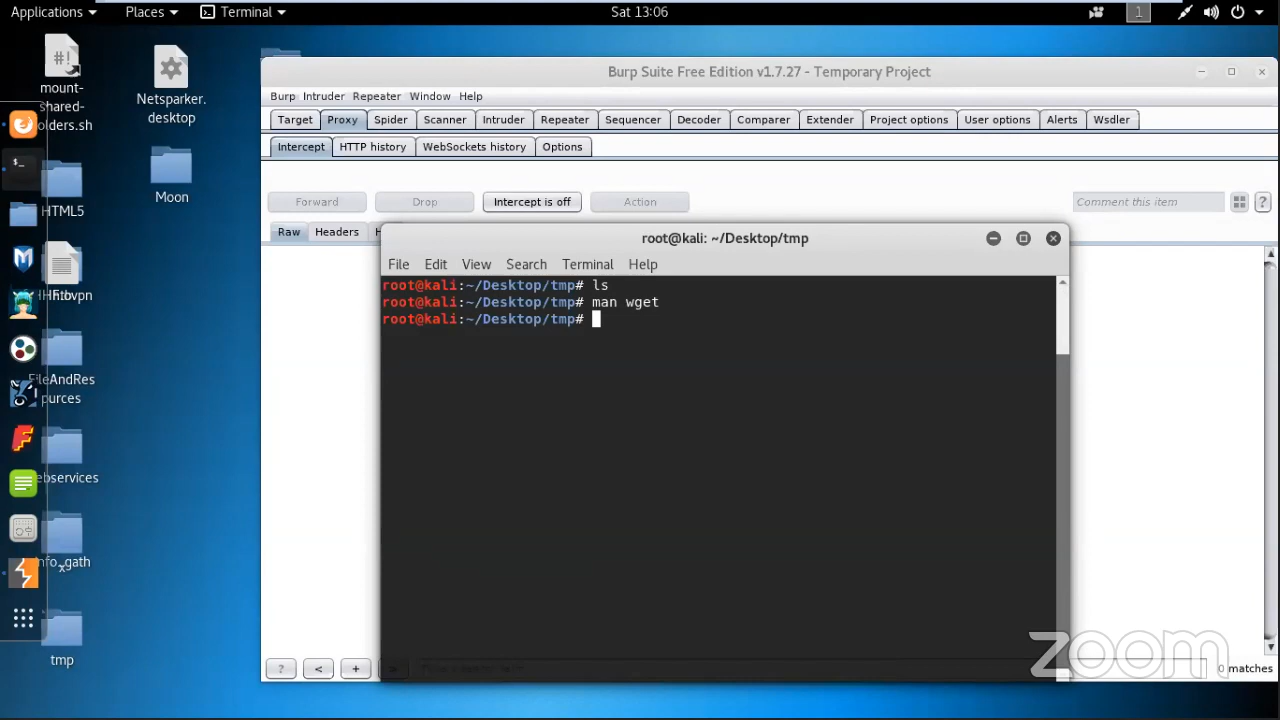 Applications Places Terminal Sat 13:06 1
mount-
shared-
olders.sh
Netsparker.
desktop
Moon
HTML5
FileAndRes
ources
ebservices
info_gath
tmp
Burp Suite Free Edition v1.7.27 - Temporary Project
Burp Intruder Repeater Window Help
Target Proxy Spider Scanner Intruder Repeater Sequencer Decoder Comparer Extender Project options User options Alerts Wsdler
Intercept HTTP history WebSockets history Options
Forward Drop Intercept is off Action Comment this item ?
Raw Headers H
root@kali: ~/Desktop/tmp
File Edit View Search Terminal Help
root@kali:~/Desktop/tmp# ls
root@kali:~/Desktop/tmp# man wget
root@kali:~/Desktop/tmp#
? < + > 0 matches
zoom